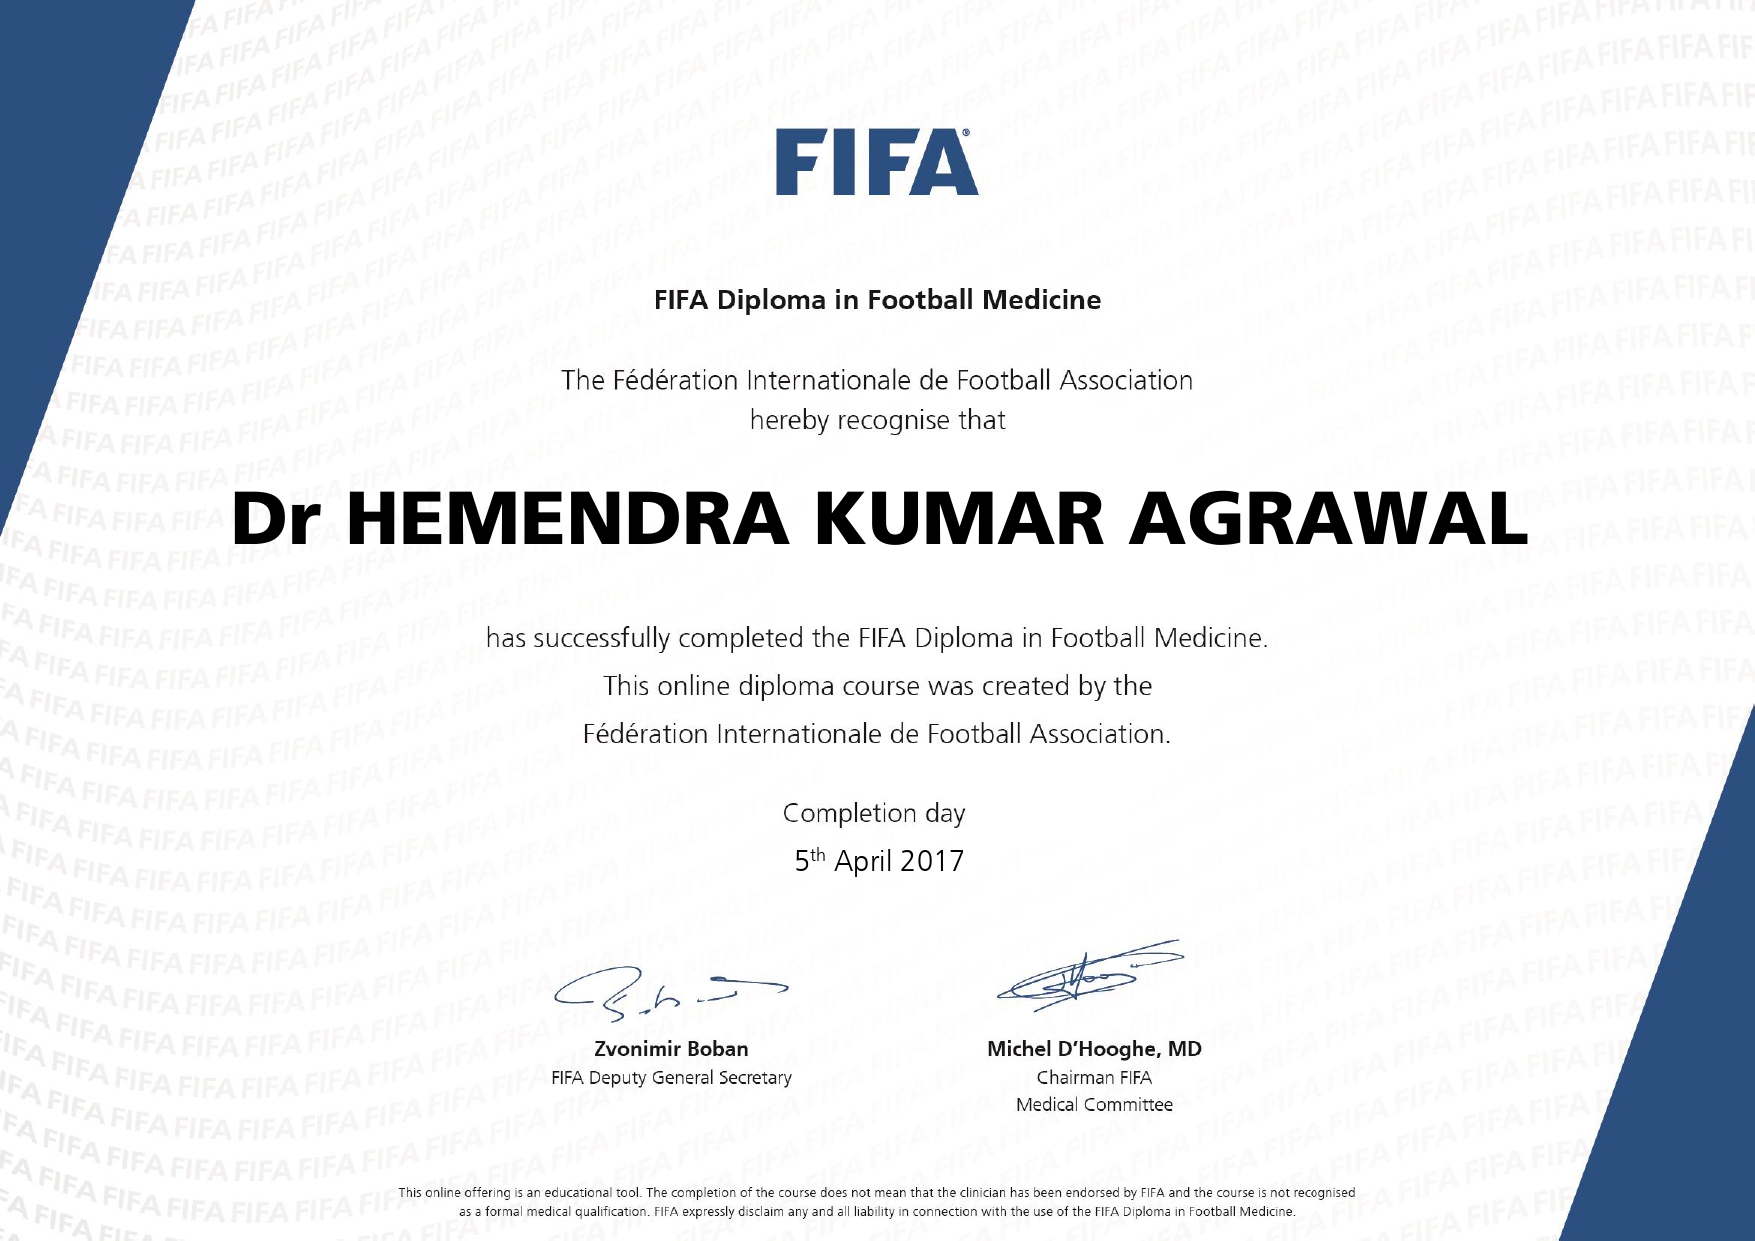 FIFA®
FIFA Diploma in Football Medicine
The Fédération Internationale de Football Association
hereby recognise that
Dr HEMENDRA KUMAR AGRAWAL
has successfully completed the FIFA Diploma in Football Medicine.
This online diploma course was created by the
Fédération Internationale de Football Association.
Completion day
5th April 2017
Zvonimir Boban
FIFA Deputy General Secretary
Michel D’Hooghe, MD
Chairman FIFA
Medical Committee
This online offering is an educational tool. The completion of the course does not mean that the clinician has been endorsed by FIFA and the course is not recognised
as a formal medical qualification. FIFA expressly disclaim any and all liability in connection with the use of the FIFA Diploma in Football Medicine.